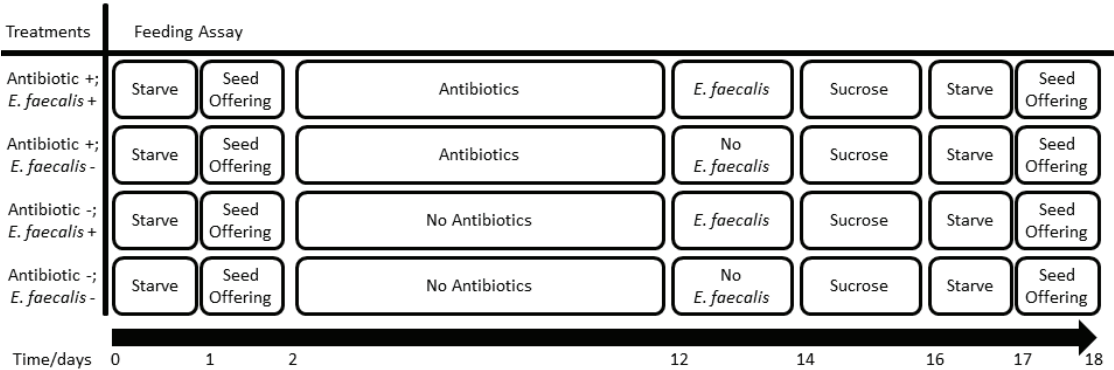 Treatments Feeding Assay
Antibiotic +;
E. faecalis +
Starve
Seed
Offering
Antibiotics
E. faecalis
Sucrose
Starve
Seed
Offering
Antibiotic +;
E. faecalis -
Starve
Seed
Offering
Antibiotics
No
E. faecalis
Sucrose
Starve
Seed
Offering
Antibiotic -;
E. faecalis +
Starve
Seed
Offering
No Antibiotics
E. faecalis
Sucrose
Starve
Seed
Offering
Antibiotic -;
E. faecalis -
Starve
Seed
Offering
No Antibiotics
No
E. faecalis
Sucrose
Starve
Seed
Offering
Time/days 0 1 2 12 14 16 17 18